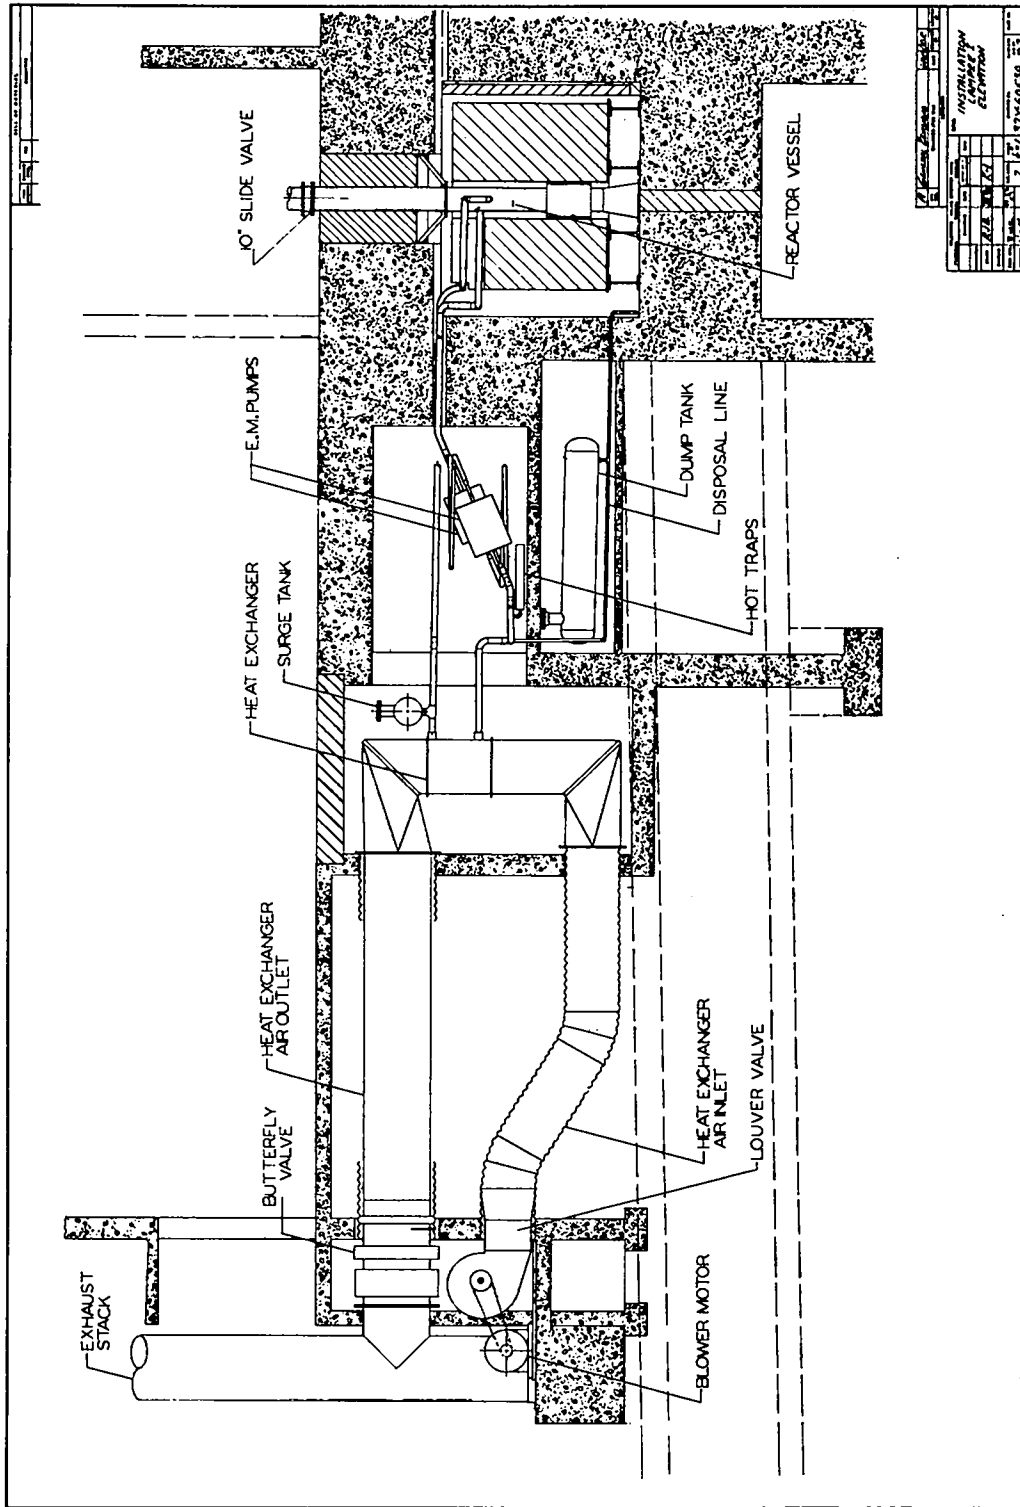 EXHAUST
STACK
BUTTERFLY
VALVE
HEAT EXCHANGER
AIR OUTLET
HEAT EXCHANGER
SURGE TANK
E.M. PUMPS
10" SLIDE VALVE
BLOWER MOTOR
LOUVER VALVE
HEAT EXCHANGER
AIR INLET
HOT TRAPS
DISPOSAL LINE
DUMP TANK
REACTOR VESSEL
INSTALLATION
LAMPRE I
ELEVATION